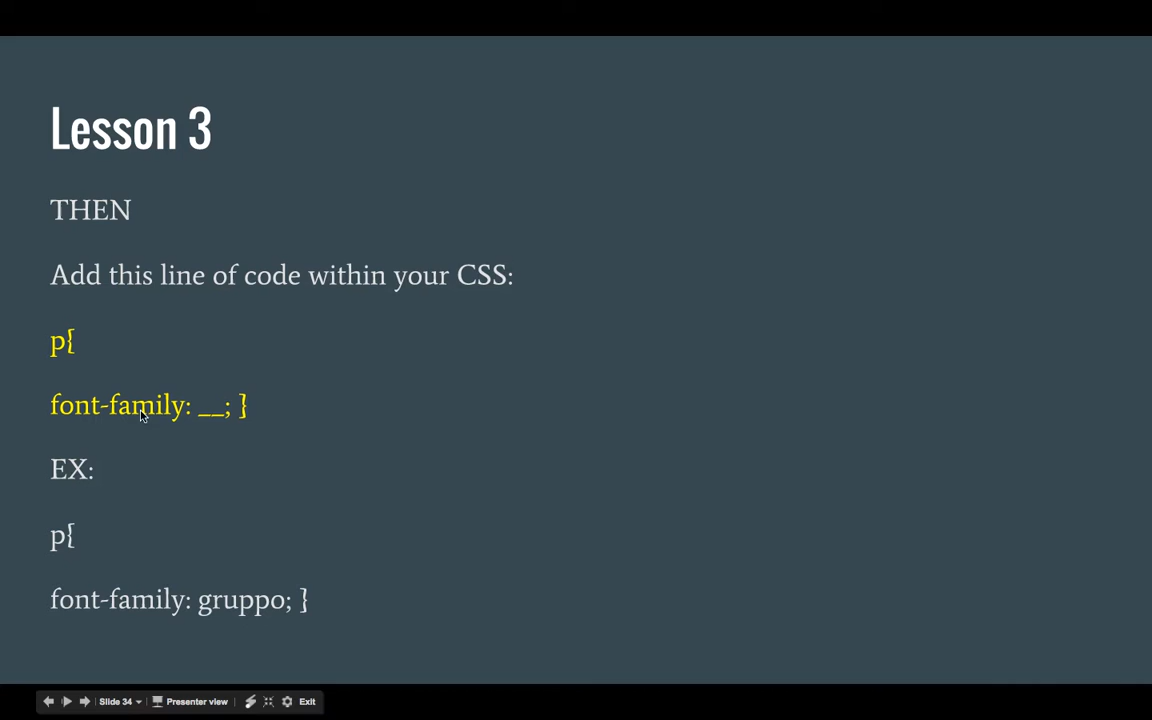 Lesson 3
THEN
Add this line of code within your CSS:
p{
font-family: __; }
EX:
p{
font-family: gruppo; }
Slide 34
Presenter view
Exit